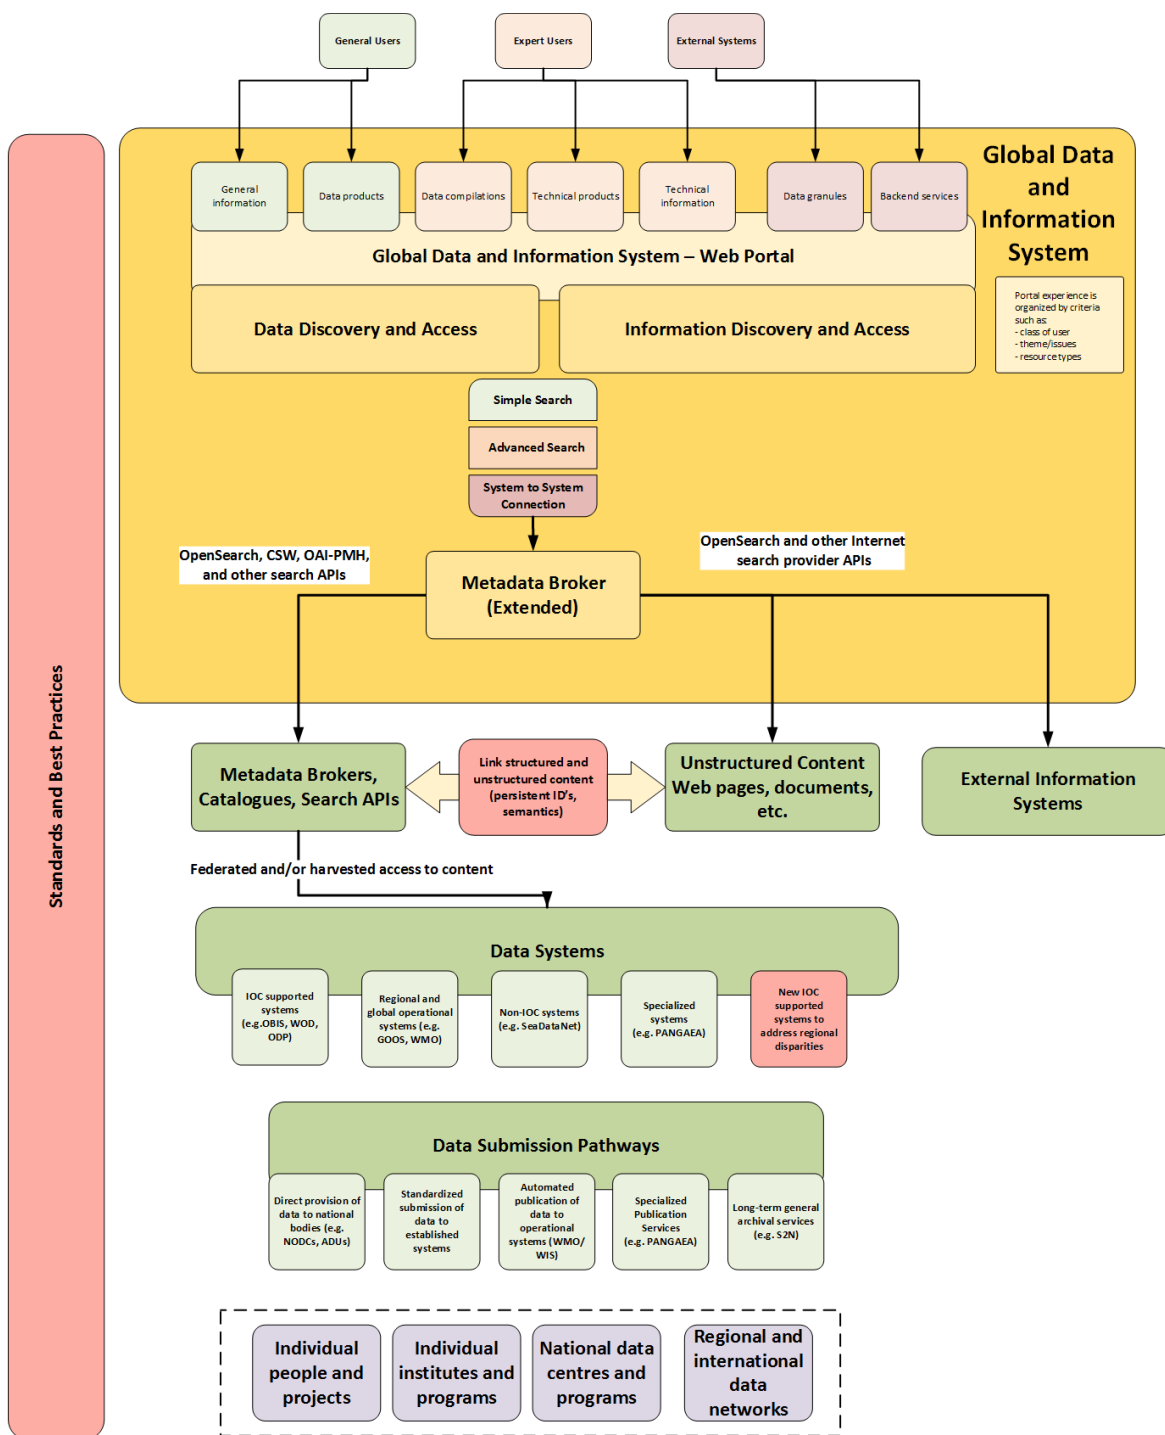 General Users
Expert Users
External Systems
Global Data
and
Information
System
General
information
Data products
Data compilations
Technical products
Technical
information
Data granules
Backend services
Global Data and Information System – Web Portal
Portal experience is
organized by criteria
such as:
- class of user
- theme/issues
- resource types
Data Discovery and Access
Information Discovery and Access
Simple Search
Advanced Search
System to System
Connection
OpenSearch, CSW, OAI-PMH,
and other search APIs
OpenSearch and other Internet
search provider APIs
Metadata Broker
(Extended)
Standards and Best Practices
Metadata Brokers,
Catalogues, Search APIs
Link structured and
unstructured content
(persistent ID's,
semantics)
Unstructured Content
Web pages, documents,
etc.
External Information
Systems
Federated and/or harvested access to content
Data Systems
IOC supported
systems
(e.g.OBIS, WOD,
ODP)
Regional and
global operational
systems (e.g.
GOOS, WMO)
Non-IOC systems
(e.g. SeaDataNet)
Specialized
systems
(e.g. PANGAEA)
New IOC
supported
systems to
address regional
disparities
Data Submission Pathways
Direct provision of
data to national
bodies (e.g.
NODCs, ADUs)
Standardized
submission of
data to
established
systems
Automated
publication of
data to
operational
systems (WMO/
WIS)
Specialized
Publication
Services
(e.g. PANGAEA)
Long-term general
archival services
(e.g. S2N)
Individual
people and
projects
Individual
institutes and
programs
National data
centres and
programs
Regional and
international
data
networks